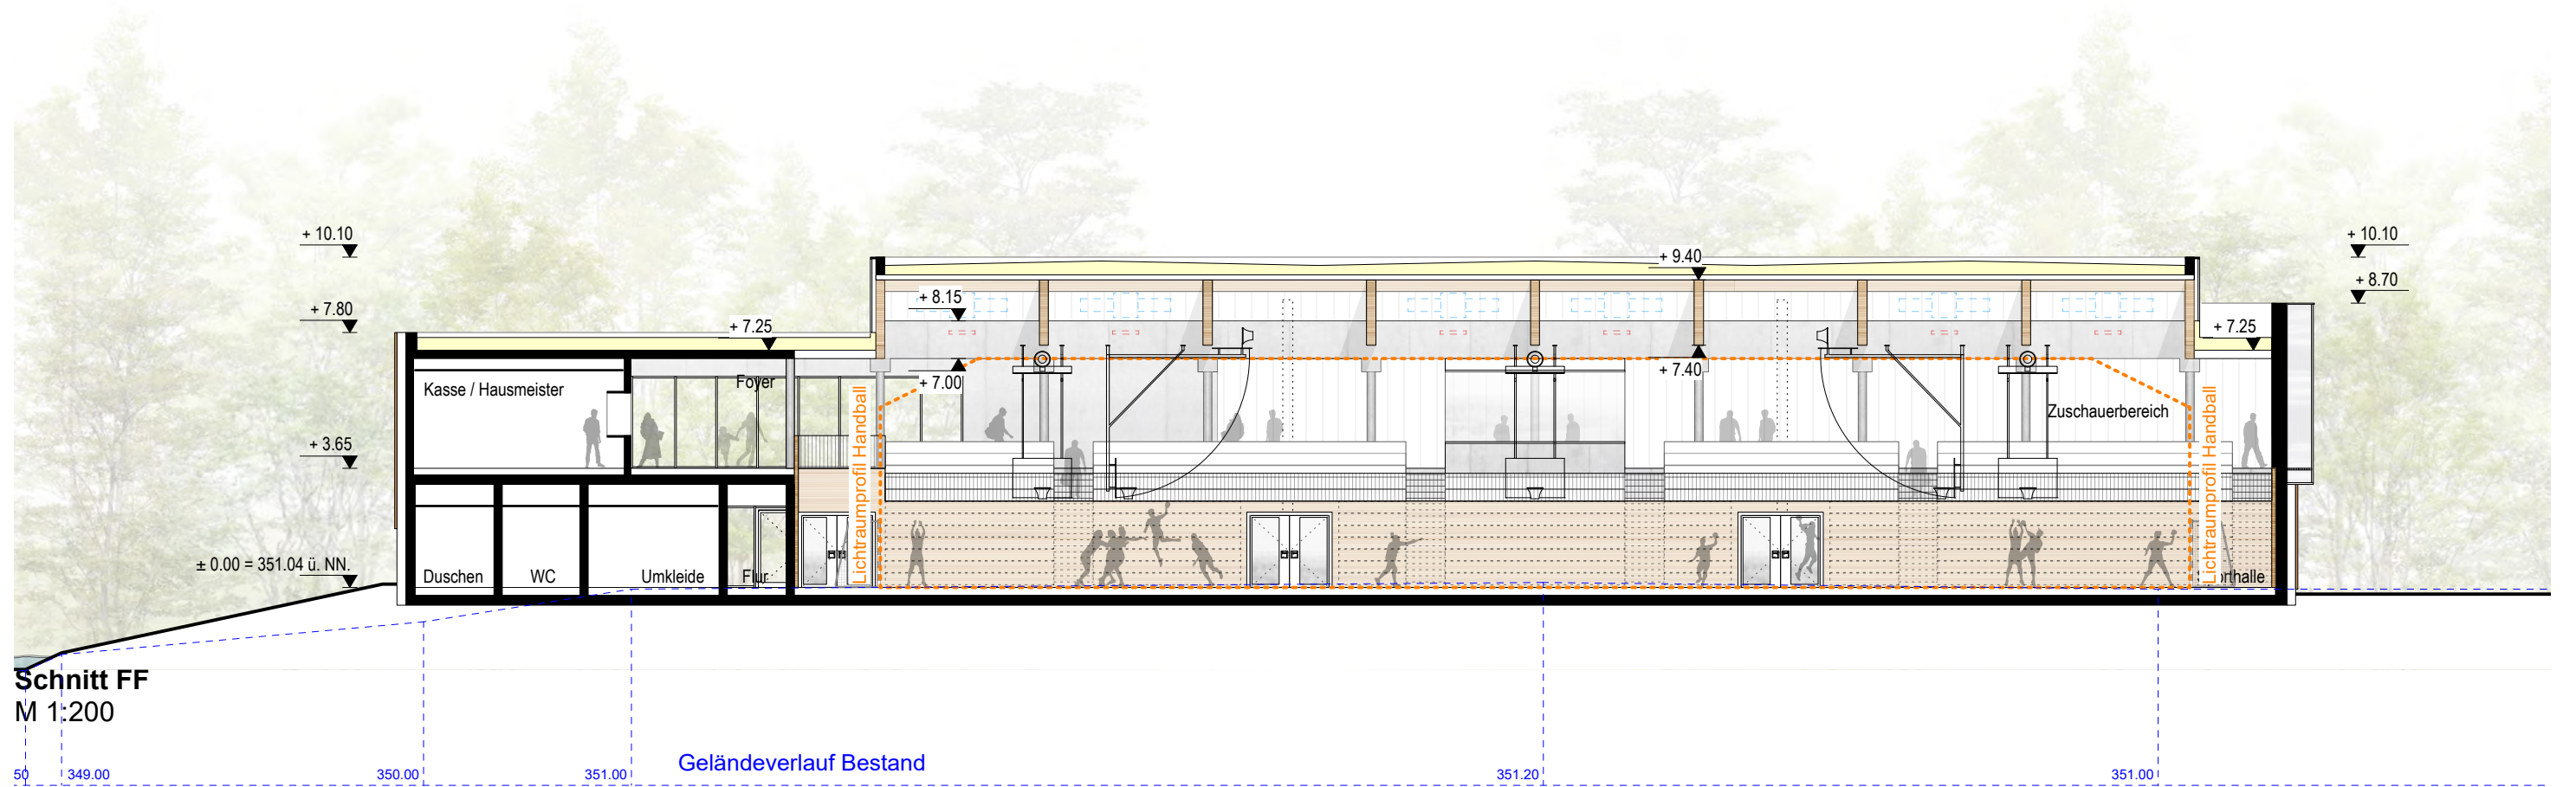 + 10.10
+ 10.10
+ 9.40
+ 8.70
+ 8.15
+ 7.80
+ 7.25
+ 7.25
+ 7.00
+ 7.40
Kasse / Hausmeister
Foyer
Lichtraumprofil Handball
Zuschauerbereich
Lichtraumprofil Handball
+ 3.65
± 0.00 = 351.04 ü. NN.
Duschen
WC
Umkleide
Flur
orthalle
Schnitt FF
M 1:200
Geländeverlauf Bestand
50
349.00
350.00
351.00
351.20
351.00